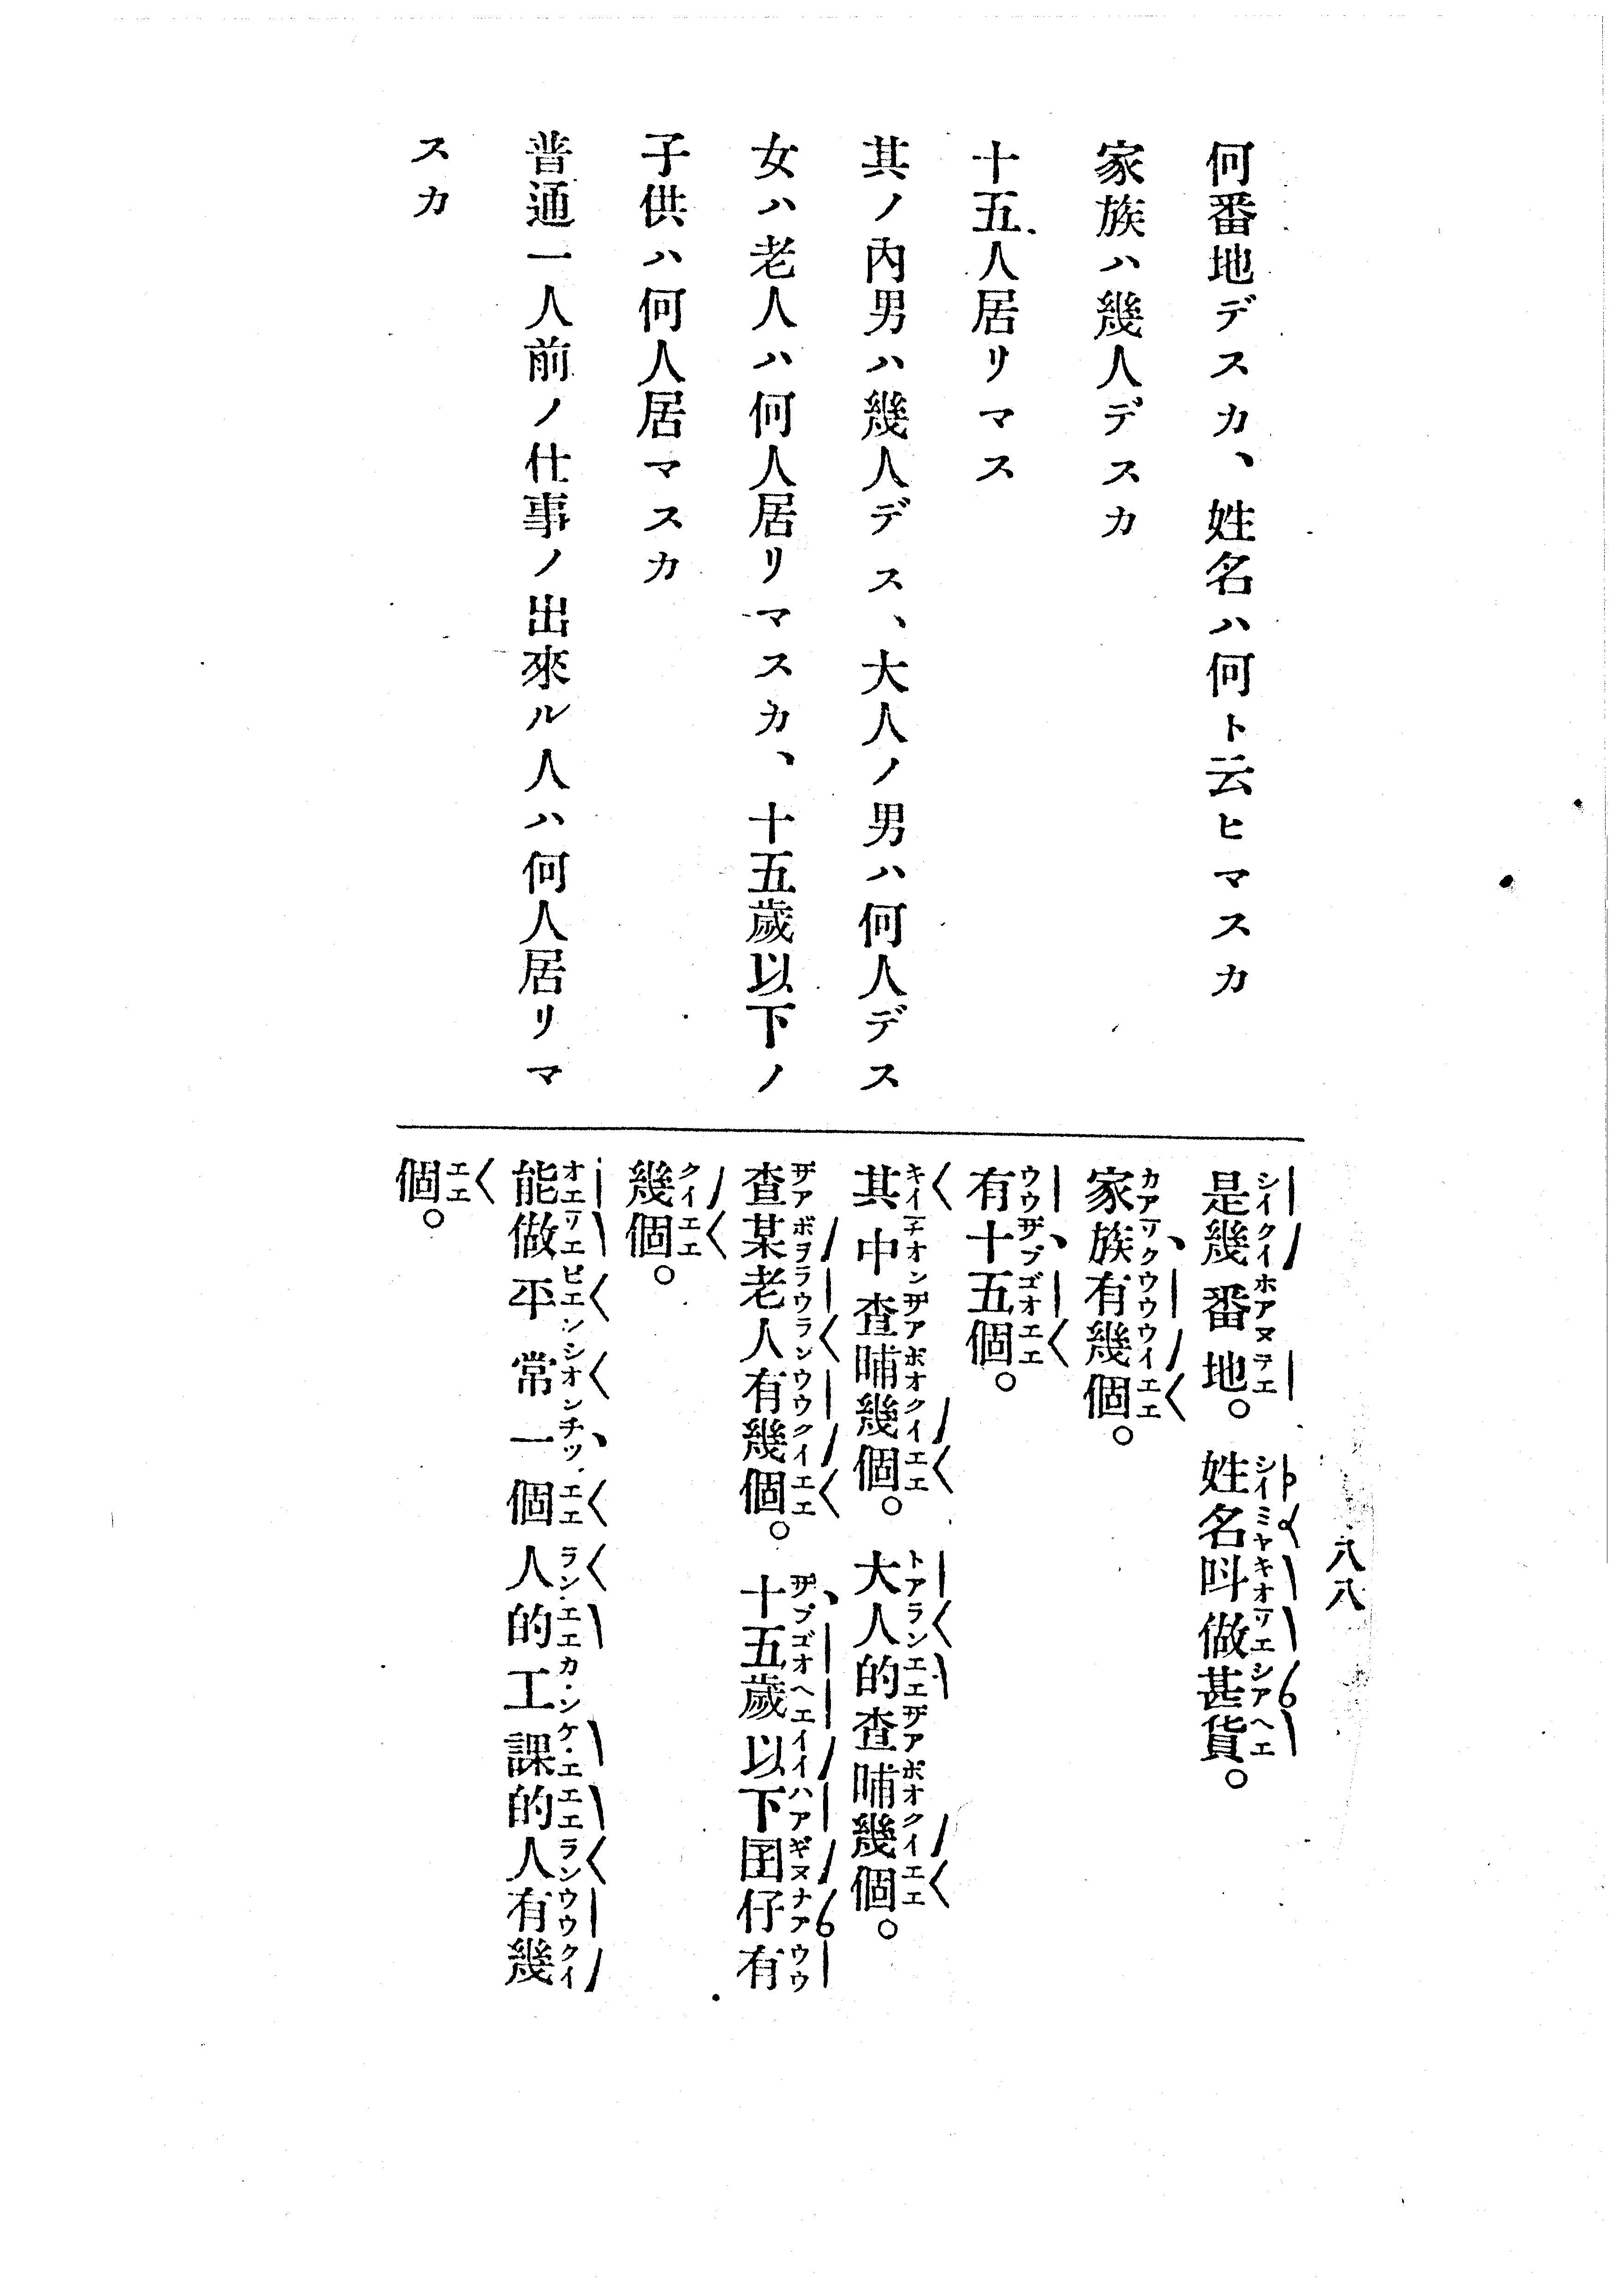 何番地デスカ、姓名ハ何ト云ヒマスカ
家族ハ幾人デスカ
十五人居リマス
其ノ內男ハ幾人デス、大人ノ男ハ何人デス
女ハ老人ハ何人居リマスカ、十五歲以下ノ
子供ハ何人居マスカ
普通一人前ノ仕事ノ出來ル人ハ何人居リマ
スカ
八八
是幾番地。姓名呌做甚貨。
家族有幾個。
有十五個。
其中查晡幾個。大人的查晡幾個。
查某老人有幾個。十五歲以下囝仔有
幾個。
能做平常一個人的工課的人有幾
個。